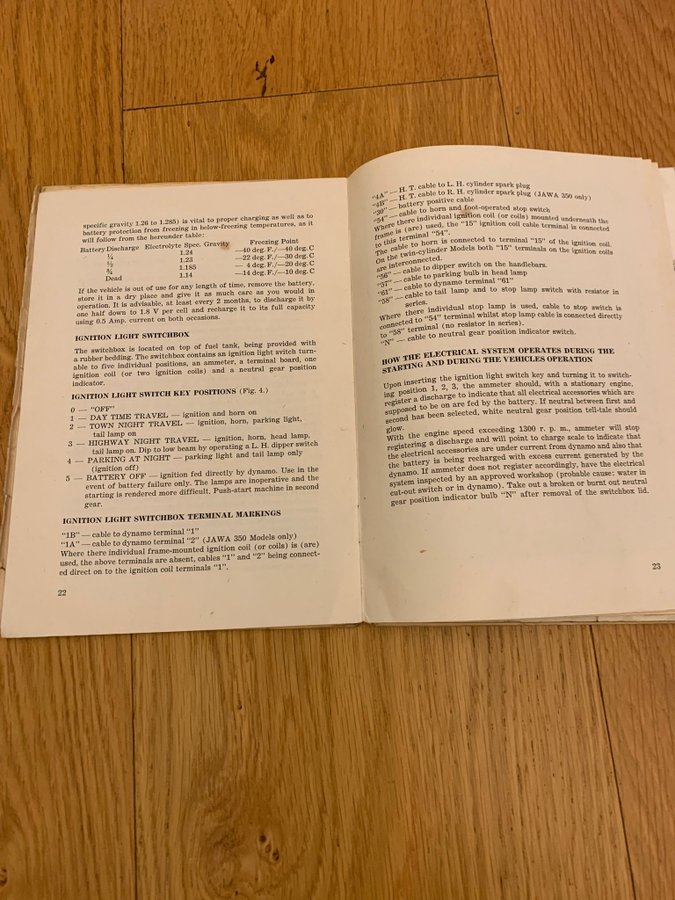 specific gravity 1.26 to 1.285) is vital to proper charging as well as to
battery protection from freezing in below-freezing temperatures, as it
will follow from the hereunder table:
Battery Discharge Electrolyte Spec. Gravity Freezing Point
¼ 1.24 —40 deg. F./—40 deg. C
½ 1.23 —22 deg. F./—30 deg. C
¾ 1.185 — 4 deg. F./—20 deg. C
Dead 1.14 —14 deg. F./—10 deg. C
If the vehicle is out of use for any length of time, remove the battery,
store it in a dry place and give it as much care as you would in
operation. It is advisable, at least every 2 months, to discharge it by
one half down to 1.8 V per cell and recharge it to its full capacity
using 0.5 Amp. current on both occasions.
IGNITION LIGHT SWITCHBOX
The switchbox is located on top of fuel tank, being provided with
a rubber bedding. The switchbox contains an ignition light switch turn-
able to five individual positions, an ammeter, a terminal board, one
ignition coil (or two ignition coils) and a neutral gear position
indicator.
IGNITION LIGHT SWITCH KEY POSITIONS (Fig. 4.)
0 — "OFF"
1 — DAY TIME TRAVEL — ignition and horn on
2 — TOWN NIGHT TRAVEL — ignition, horn, parking light,
tail lamp on
3 — HIGHWAY NIGHT TRAVEL — ignition, horn, head lamp,
tail lamp on. Dip to low beam by operating a L. H. dipper switch
4 — PARKING AT NIGHT — parking light and tail lamp only
(ignition off)
5 — BATTERY OFF — ignition fed directly by dynamo. Use in the
event of battery failure only. The lamps are inoperative and the
starting is rendered more difficult. Push-start machine in second
gear.
IGNITION LIGHT SWITCHBOX TERMINAL MARKINGS
"1B" — cable to dynamo terminal "1"
"1A" — cable to dynamo terminal "2" (JAWA 350 Models only)
Where there individual frame-mounted ignition coil (or coils) is (are)
used, the above terminals are absent, cables "1" and "2" being connect-
ed direct on to the ignition coil terminals "1".
22
"4A" — H. T. cable to L. H. cylinder spark plug
"4B" — H. T. cable to R. H. cylinder spark plug (JAWA 350 only)
"30" — battery positive cable
"54" — cable to horn and foot-operated stop switch
Where there individual ignition coil (or coils) mounted underneath the
frame is (are) used, the "15" ignition coil cable terminal is connected
to this terminal "54".
The cable to horn is connected to terminal "15" of the ignition coil.
On the twin-cylinder Models both "15" terminals on the ignition coils
are interconnected.
"56" — cable to dipper switch on the handlebars.
"57" — cable to parking bulb in head lamp
"61" — cable to dynamo terminal "61"
"58" — cable to tail lamp and to stop lamp switch with resistor in
series.
Where there individual stop lamp is used, cable to stop switch is
connected to "54" terminal whilst stop lamp cable is connected directly
to "58" terminal (no resistor in series).
"N" — cable to neutral gear position indicator switch.
HOW THE ELECTRICAL SYSTEM OPERATES DURING THE
STARTING AND DURING THE VEHICLES OPERATION
Upon inserting the ignition light switch key and turning it to switch-
ing position 1, 2, 3, the ammeter should, with a stationary engine,
register a discharge to indicate that all electrical accessories which are
supposed to be on are fed by the battery. If neutral between first and
second has been selected, white neutral gear position tell-tale should
glow.
With the engine speed exceeding 1300 r. p. m., ammeter will stop
registering a discharge and will point to charge scale to indicate that
the electrical accessories are under current from dynamo and also that
the battery is being recharged with excess current generated by the
dynamo. If ammeter does not register accordingly, have the electrical
system inspected by an approved workshop (probable cause: water in
cut-out switch or in dynamo). Take out a broken or burnt out neutral
gear position indicator bulb "N" after removal of the switchbox lid.
23